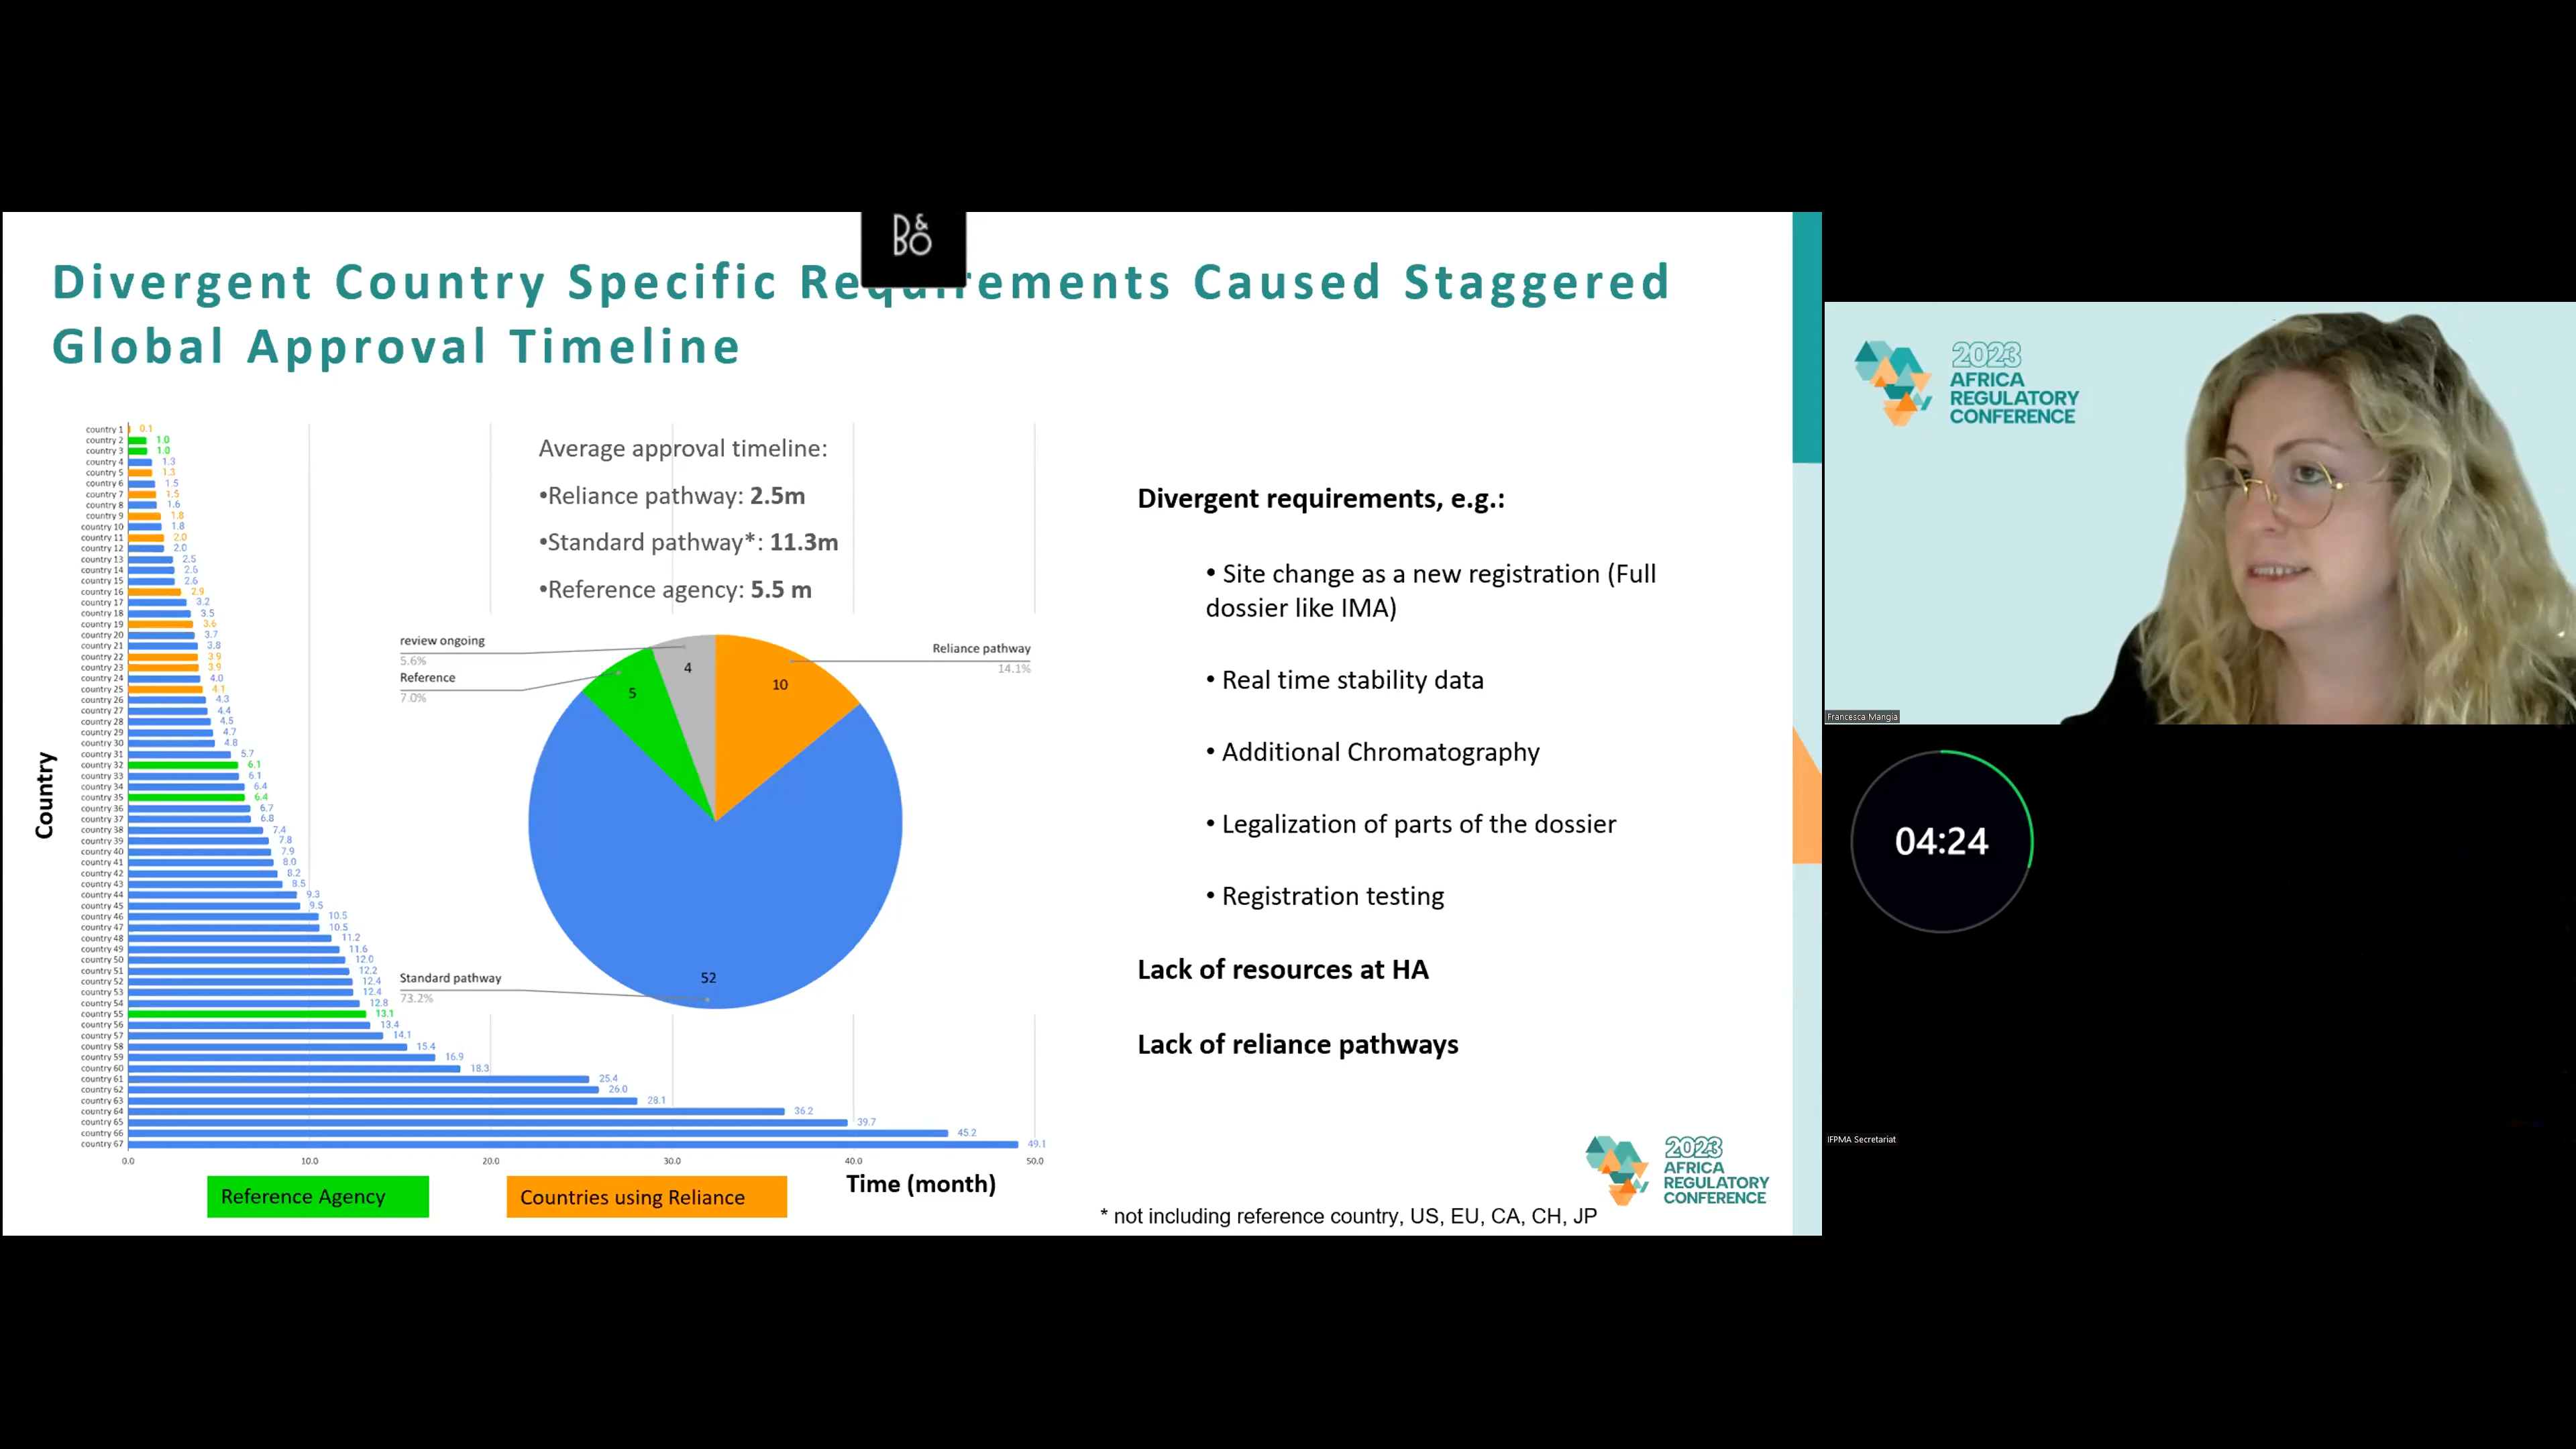 B&O
Divergent Country Specific Requirements Caused Staggered
Global Approval Timeline
Country
country 1 0.1
country 2 1.0
country 3 1.0
country 4 1.3
country 5 1.3
country 6 1.5
country 7 1.5
country 8 1.6
country 9 1.8
country 10 1.8
country 11 2.0
country 12 2.0
country 13 2.5
country 14 2.6
country 15 2.6
country 16 2.9
country 17 3.2
country 18 3.5
country 19 3.6
country 20 3.7
country 21 3.8
country 22 3.9
country 23 3.9
country 24 4.0
country 25 4.1
country 26 4.3
country 27 4.4
country 28 4.5
country 29 4.7
country 30 4.8
country 31 5.7
country 32 6.1
country 33 6.1
country 34 6.4
country 35 6.4
country 36 6.7
country 37 6.8
country 38 7.4
country 39 7.8
country 40 7.9
country 41 8.0
country 42 8.2
country 43 8.5
country 44 9.3
country 45 9.5
country 46 10.5
country 47 10.5
country 48 11.2
country 49 11.6
country 50 12.0
country 51 12.2
country 52 12.4
country 53 12.4
country 54 12.8
country 55 13.1
country 56 13.4
country 57 14.1
country 58 15.4
country 59 16.9
country 60 18.3
country 61 25.4
country 62 26.0
country 63 28.1
country 64 36.2
country 65 39.7
country 66 45.2
country 67 49.1
0.0 10.0 20.0 30.0 40.0 50.0
Time (month)
Reference Agency
Countries using Reliance
Average approval timeline:
•Reliance pathway: 2.5m
•Standard pathway*: 11.3m
•Reference agency: 5.5 m
review ongoing
5.6%
Reference
7.0%
Reliance pathway
14.1%
4
10
5
52
Standard pathway
73.2%
Divergent requirements, e.g.:
• Site change as a new registration (Full
dossier like IMA)
• Real time stability data
• Additional Chromatography
• Legalization of parts of the dossier
• Registration testing
Lack of resources at HA
Lack of reliance pathways
2023
AFRICA
REGULATORY
CONFERENCE
* not including reference country, US, EU, CA, CH, JP
2023
AFRICA
REGULATORY
CONFERENCE
Francesca Mangia
04:24
IFPMA Secretariat